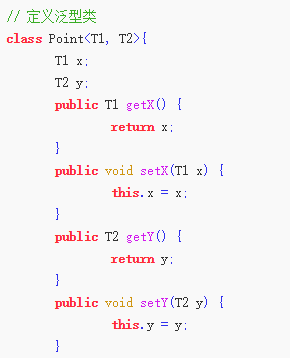 // 定义泛型类
class Point<T1, T2>{
T1 x;
T2 y;
public T1 getX() {
return x;
}
public void setX(T1 x) {
this.x = x;
}
public T2 getY() {
return y;
}
public void setY(T2 y) {
this.y = y;
}